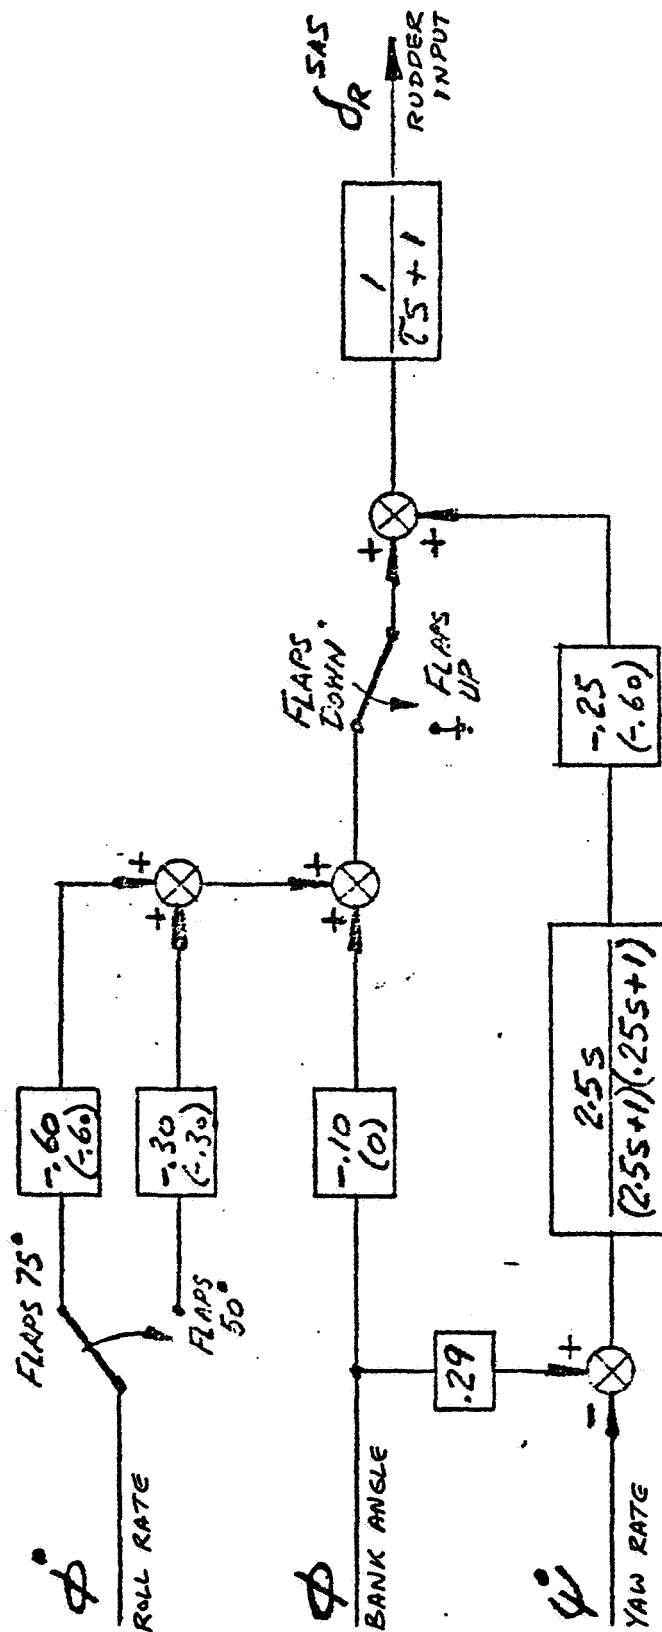 FLAPS 75°
φ̇
ROLL RATE
-.60
(-.60)
+
FLAPS
50°
-.30
(-.30)
+
φ
BANK ANGLE
-.10
(0)
+
+
FLAPS
DOWN
FLAPS
UP
+
+
1
τS + 1
δR SAS
RUDDER
INPUT
.29
+
-
ψ̇
YAW RATE
2.5s
(2.5s+1)(.25s+1)
-.25
(-.60)